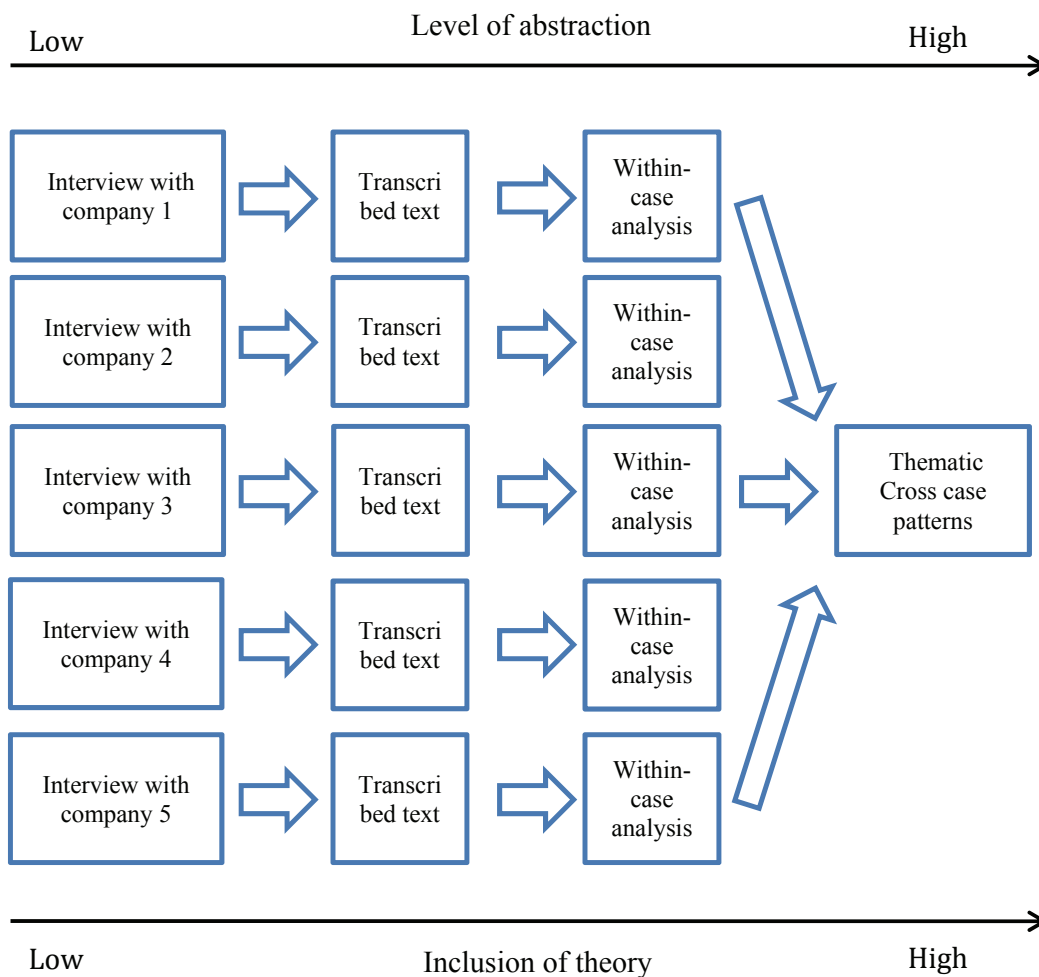 Level of abstraction
Low
High
Interview with
company 1
Transcri
bed text
Within-
case
analysis
Interview with
company 2
Transcri
bed text
Within-
case
analysis
Interview with
company 3
Transcri
bed text
Within-
case
analysis
Thematic
Cross case
patterns
Interview with
company 4
Transcri
bed text
Within-
case
analysis
Interview with
company 5
Transcri
bed text
Within-
case
analysis
Low
Inclusion of theory
High